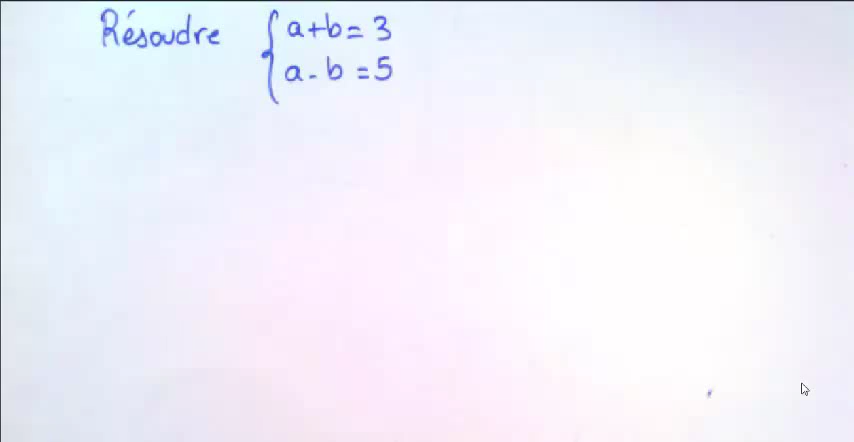 Résoudre { a+b = 3
a - b = 5